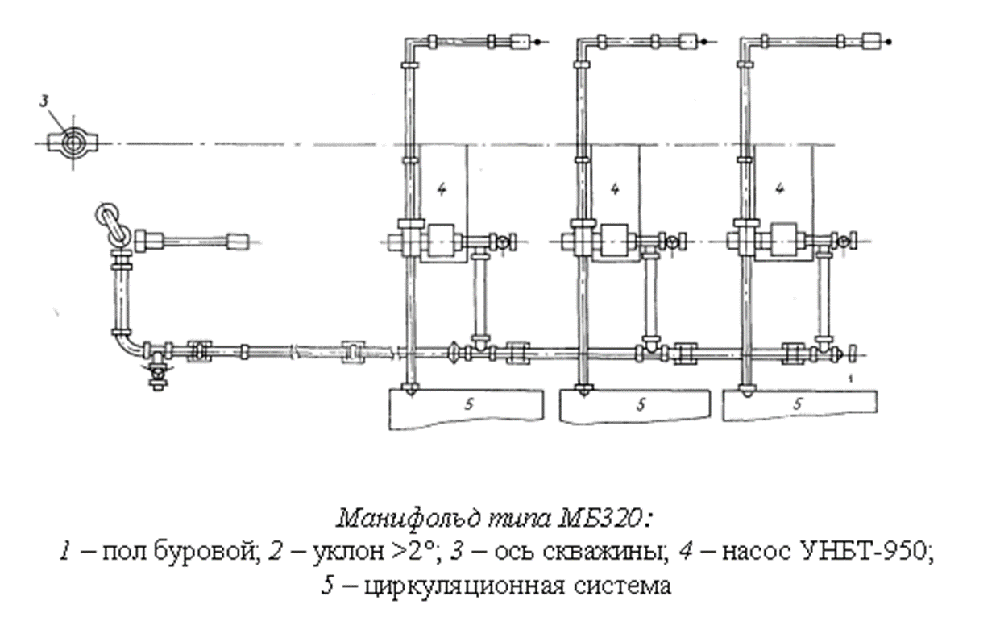 3
4 4 4
1
5 5 5
Манифольд типа МБ320:
1 – пол буровой; 2 – уклон >2°; 3 – ось скважины; 4 – насос УНБТ-950;
5 – циркуляционная система